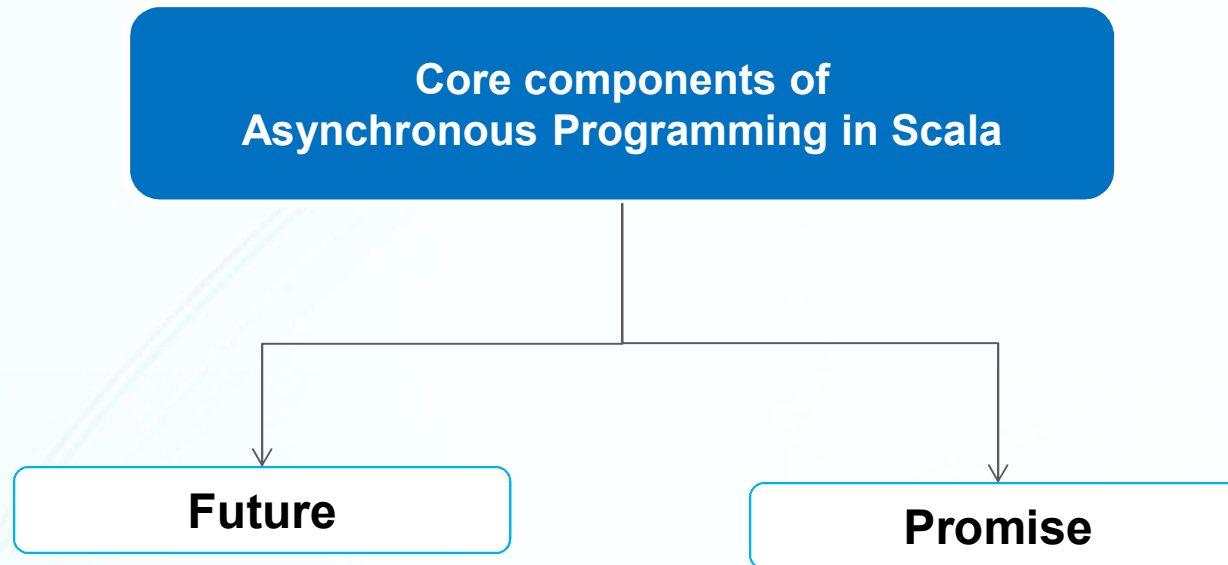 Core components of
Asynchronous Programming in Scala
Future
Promise